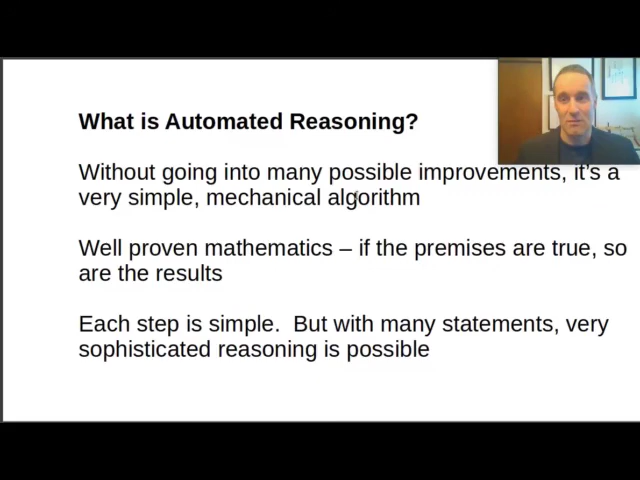 What is Automated Reasoning?
Without going into many possible improvements, it's a
very simple, mechanical algorithm
Well proven mathematics – if the premises are true, so
are the results
Each step is simple.  But with many statements, very
sophisticated reasoning is possible